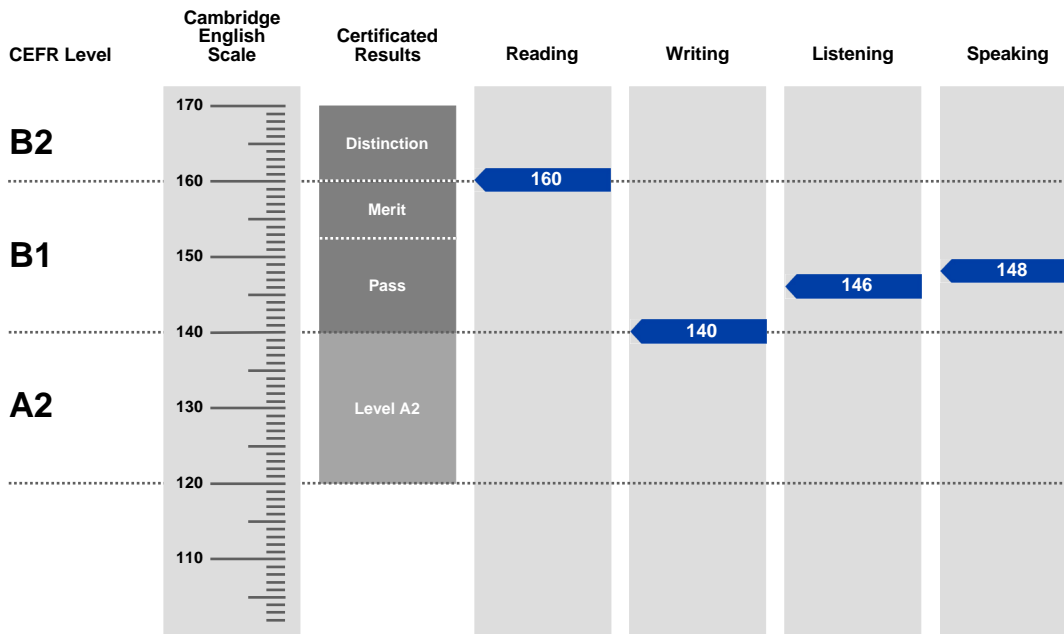 CEFR Level
Cambridge
English
Scale
Certificated
Results
Reading
Writing
Listening
Speaking
170
B2
Distinction
160
160
Merit
B1
150
148
Pass
146
140
140
A2
130
Level A2
120
110